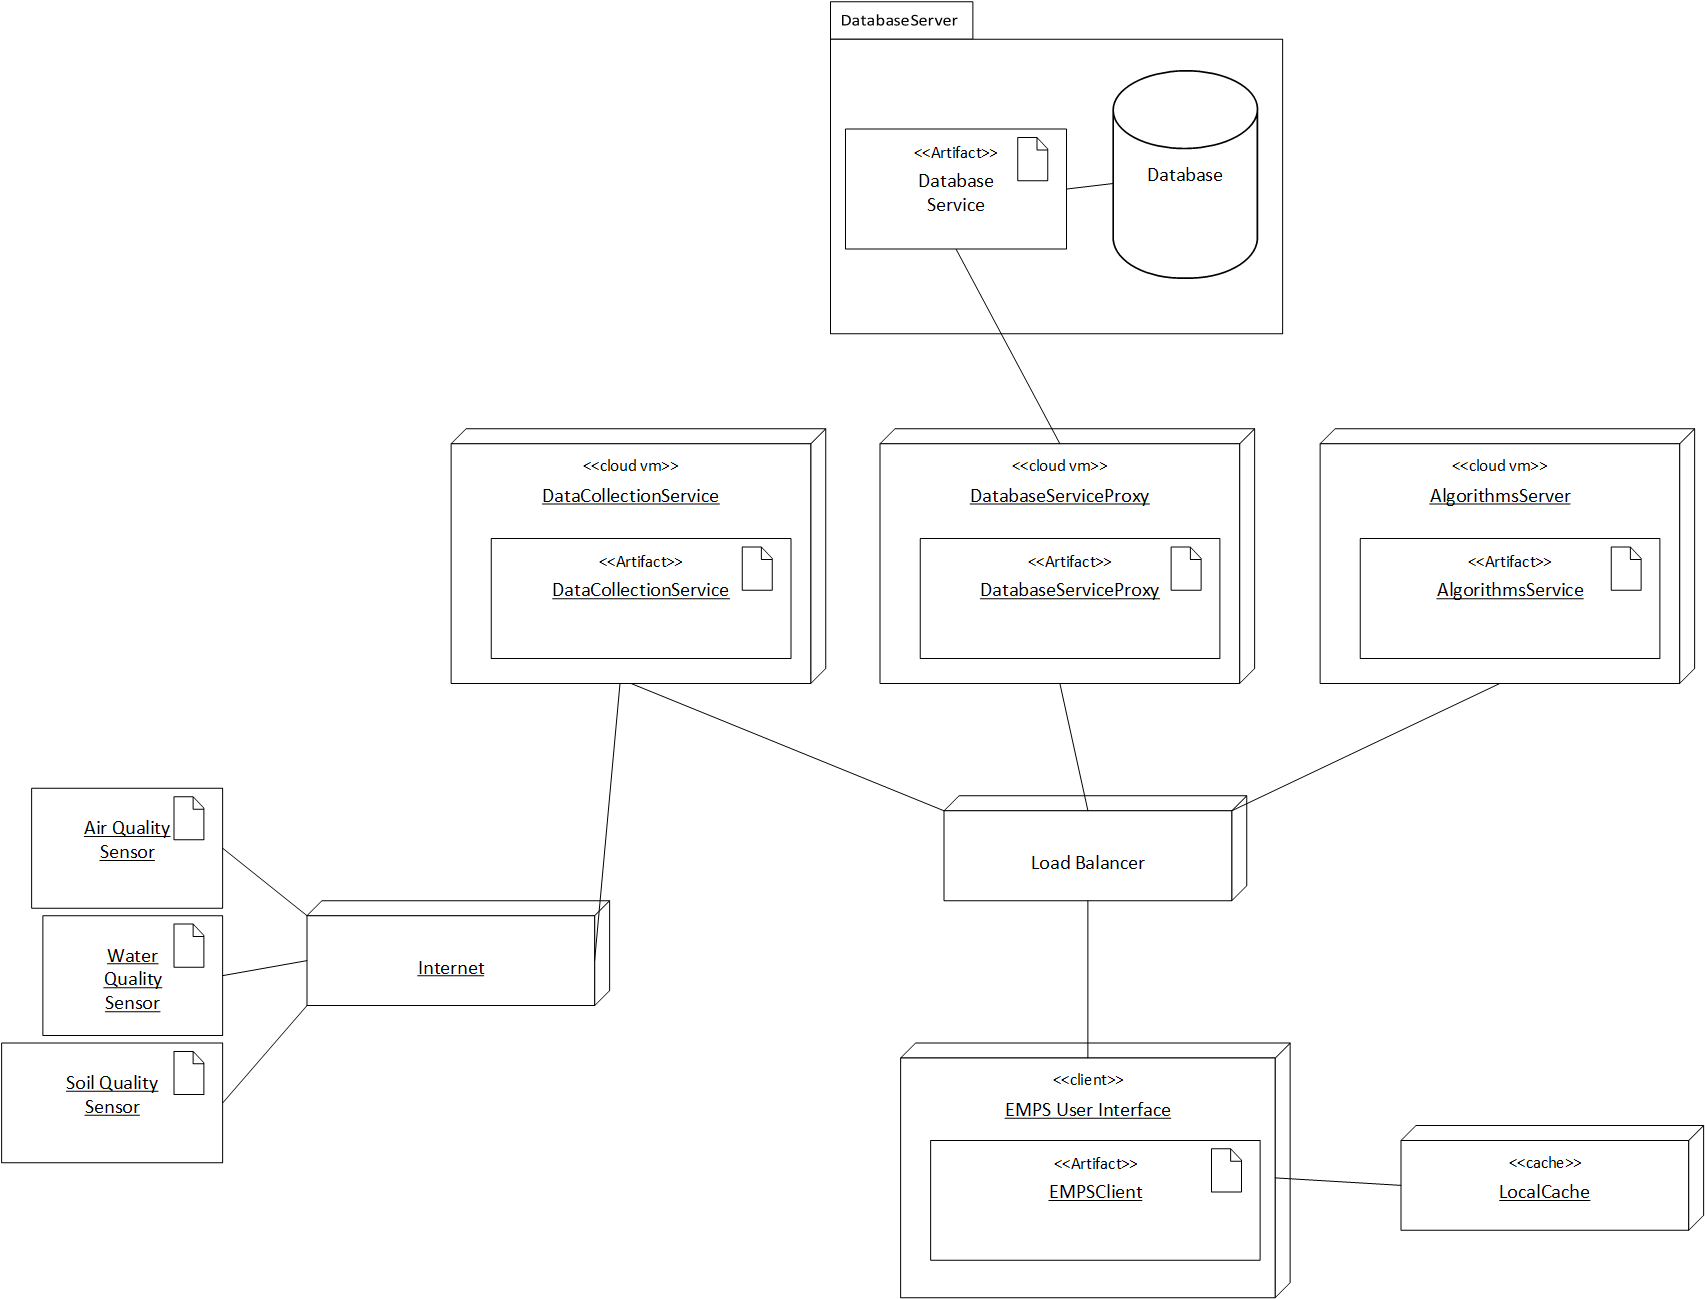 DatabaseServer
<<Artifact>>
Database
Service
Database
<<cloud vm>>
DataCollectionService
<<Artifact>>
DataCollectionService
<<cloud vm>>
DatabaseServiceProxy
<<Artifact>>
DatabaseServiceProxy
<<cloud vm>>
AlgorithmsServer
<<Artifact>>
AlgorithmsService
Air Quality
Sensor
Water
Quality
Sensor
Soil Quality
Sensor
Internet
Load Balancer
<<client>>
EMPS User Interface
<<Artifact>>
EMPSClient
<<cache>>
LocalCache